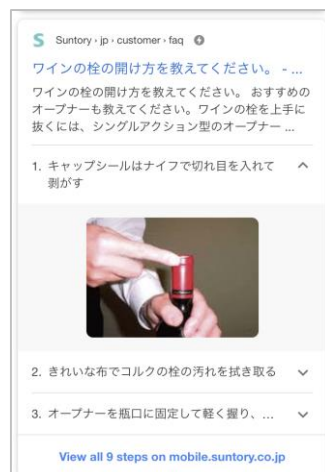 Suntory › jp › customer › faq
ワインの栓の開け方を教えてください。 - ...
ワインの栓の開け方を教えてください。 おすすめの
オープナーも教えてください。ワインの栓を上手に
抜くには、シングルアクション型のオープナー ...
1. キャップシールはナイフで切れ目を入れて
剥がす
2. きれいな布でコルクの栓の汚れを拭き取る
3. オープナーを瓶口に固定して軽く握り、...
View all 9 steps on mobile.suntory.co.jp